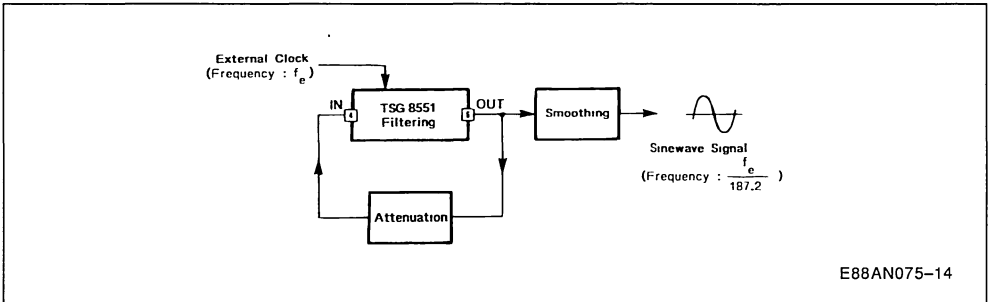 External Clock
(Frequency : fe)
IN
4
TSG 8551
Filtering
OUT
Smoothing
Sinewave Signal
(Frequency : fe/187.2 )
Attenuation
E88AN075-14